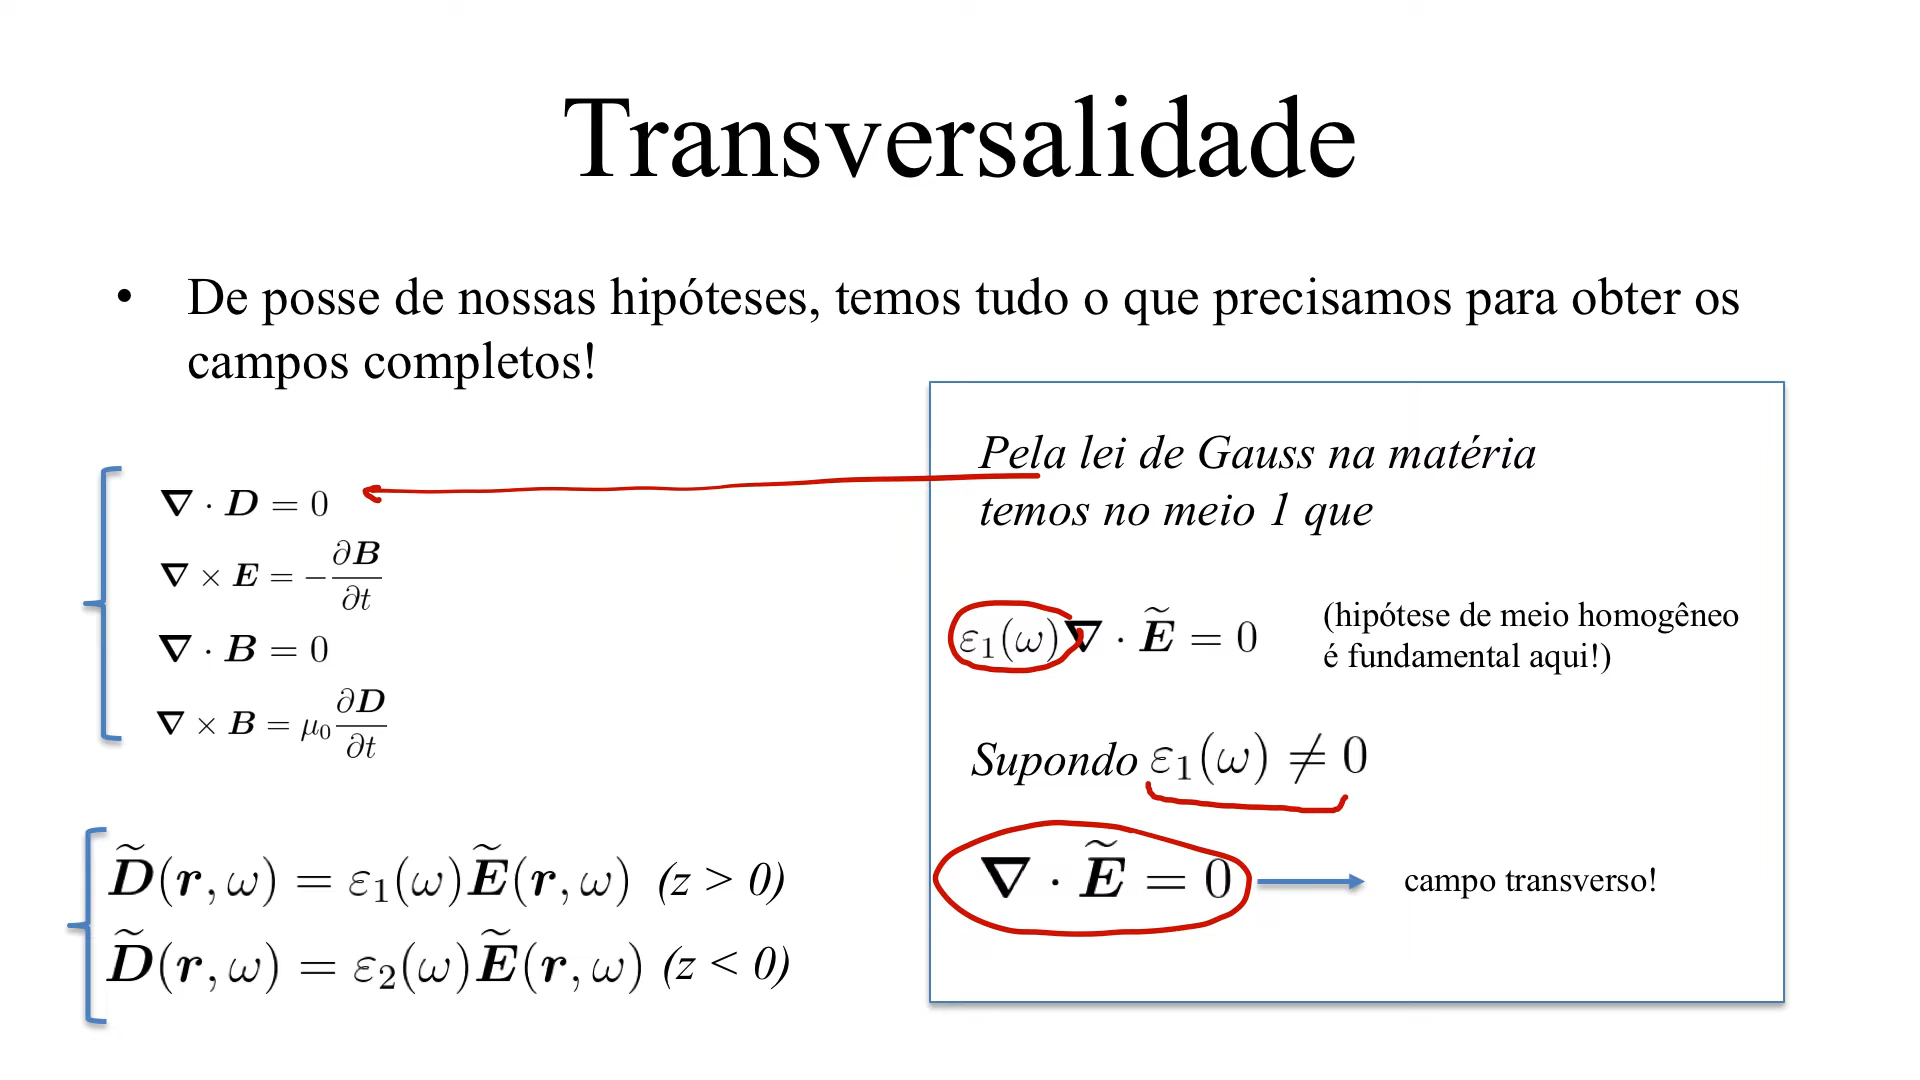 Transversalidade
• De posse de nossas hipóteses, temos tudo o que precisamos para obter os
campos completos!
∇ · D = 0
∇ × E = −∂B/∂t
∇ · B = 0
∇ × B = μ₀ ∂D/∂t
D̃(r, ω) = ε₁(ω)Ẽ(r, ω) (z > 0)
D̃(r, ω) = ε₂(ω)Ẽ(r, ω) (z < 0)
Pela lei de Gauss na matéria
temos no meio 1 que
ε₁(ω)∇ · Ẽ = 0
(hipótese de meio homogêneo
é fundamental aqui!)
Supondo ε₁(ω) ≠ 0
∇ · Ẽ = 0
campo transverso!